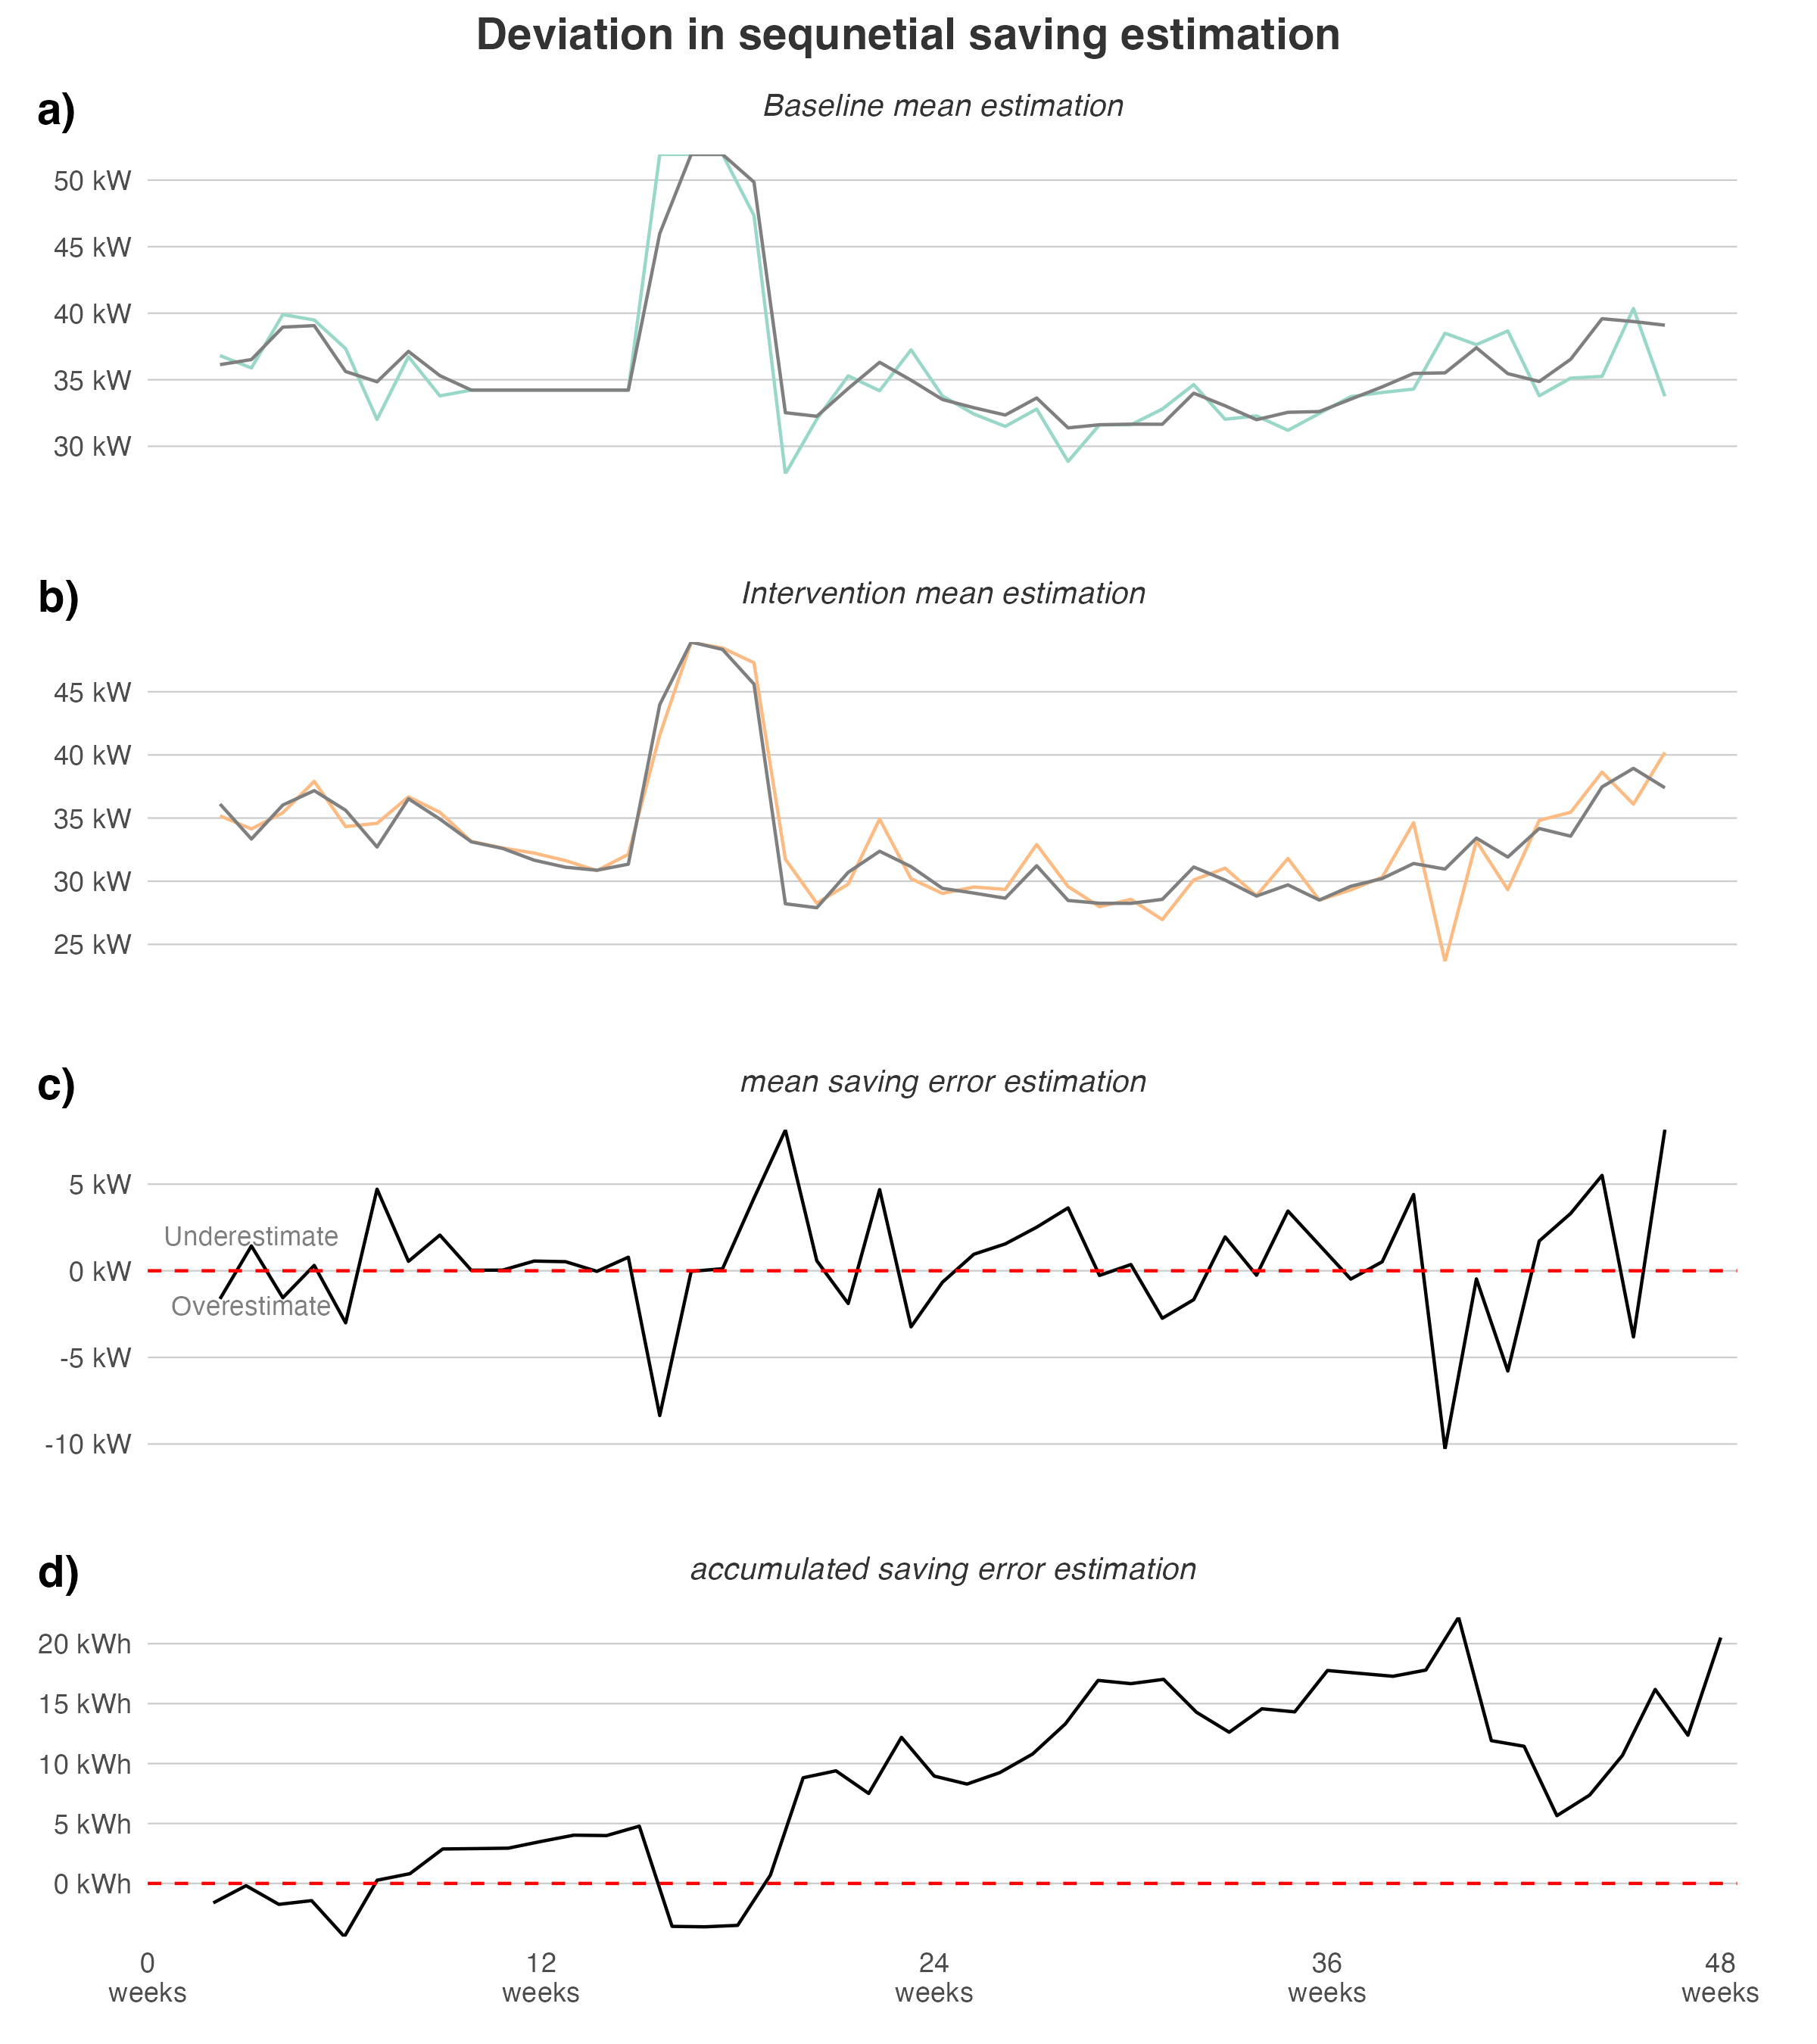 Deviation in sequnetial saving estimation
a)
Baseline mean estimation
50 kW
45 kW
40 kW
35 kW
30 kW
b)
Intervention mean estimation
45 kW
40 kW
35 kW
30 kW
25 kW
c)
mean saving error estimation
5 kW
Underestimate
0 kW
Overestimate
-5 kW
-10 kW
d)
accumulated saving error estimation
20 kWh
15 kWh
10 kWh
5 kWh
0 kWh
0 12 24 36 48
weeks weeks weeks weeks weeks